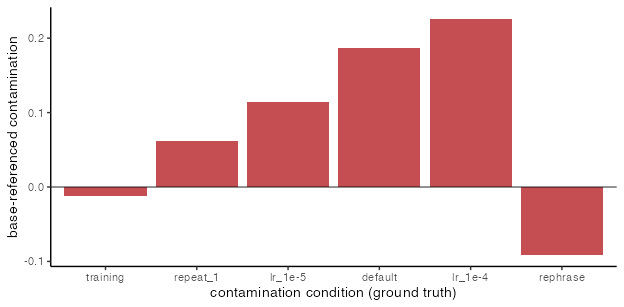 base-referenced contamination
0.2
0.1
0.0
-0.1
training repeat_1 lr_1e-5 default lr_1e-4 rephrase
contamination condition (ground truth)